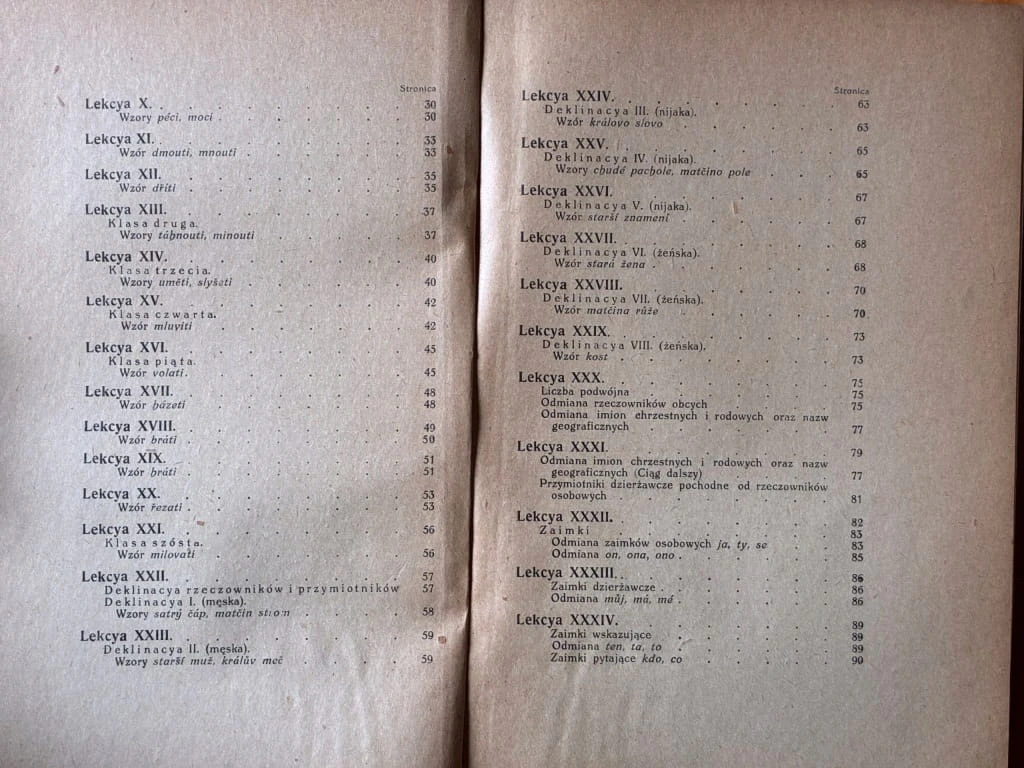 Stronica
Lekcya X. . . . . . . . . . 30
Wzory péci, moci . . . . . . . 30
Lekcya XI. . . . . . . . . . 33
Wzór dmouti, mnouti . . . . . . 33
Lekcya XII. . . . . . . . . 35
Wzór dříti . . . . . . . . 35
Lekcya XIII. . . . . . . . . 37
Klasa druga.
Wzory táhnouti, minouti . . . . . 37
Lekcya XIV. . . . . . . . . 40
Klasa trzecia.
Wzory uměti, slyšeti . . . . . . 40
Lekcya XV. . . . . . . . . 42
Klasa czwarta.
Wzór mluviti . . . . . . . 42
Lekcya XVI. . . . . . . . . 45
Klasa piąta.
Wzór volati. . . . . . . . 45
Lekcya XVII. . . . . . . . 48
Wzór házeti . . . . . . . 48
Lekcya XVIII. . . . . . . . 49
Wzór bráti . . . . . . . . 50
Lekcya XIX. . . . . . . . . 51
Wzór bráti . . . . . . . . 51
Lekcya XX. . . . . . . . . 53
Wzór řezati . . . . . . . . 53
Lekcya XXI. . . . . . . . . 56
Klasa szósta.
Wzór milovati . . . . . . . 56
Lekcya XXII. . . . . . . . 57
Deklinacya rzeczowników i przymiotników 57
Deklinacya I. (męska).
Wzory satrý čáp, matčin . . . . 58
Lekcya XXIII. . . . . . . . 59
Deklinacya II. (męska).
Wzory starší muž, králův meč . . . . 59
Stronica
Lekcya XXIV. . . . . . . . 63
Deklinacya III. (nijaka).
Wzór královo slovo . . . . . . 63
Lekcya XXV. . . . . . . . . 65
Deklinacya IV. (nijaka).
Wzory chudé pachole, matčino pole . . . 65
Lekcya XXVI. . . . . . . . 67
Deklinacya V. (nijaka).
Wzór starší znamení . . . . . . 67
Lekcya XXVII. . . . . . . . 68
Deklinacya VI. (żeńska).
Wzór stará žena . . . . . . . 68
Lekcya XXVIII. . . . . . . . 70
Deklinacya VII. (żeńska).
Wzór matčina růže . . . . . . 70
Lekcya XXIX. . . . . . . . 73
Deklinacya VIII. (żeńska).
Wzór kost . . . . . . . . 73
Lekcya XXX. . . . . . . . 75
Liczba podwójna . . . . . . . 75
Odmiana rzeczowników obcych . . . . 75
Odmiana imion chrzestnych i rodowych oraz nazw
geograficznych . . . . . . . 77
Lekcya XXXI. . . . . . . . 79
Odmiana imion chrzestnych i rodowych oraz nazw
geograficznych (Ciąg dalszy) . . . . 77
Przymiotniki dzierżawcze pochodne od rzeczowników
osobowych . . . . . . . . 81
Lekcya XXXII. . . . . . . . 82
Zaimki . . . . . . . . . 83
Odmiana zaimków osobowych ja, ty, se . . 83
Odmiana on, ona, ono . . . . . . 85
Lekcya XXXIII. . . . . . . . 86
Zaimki dzierżawcze . . . . . . 86
Odmiana můj, má, mé . . . . . . 86
Lekcya XXXIV. . . . . . . . 89
Zaimki wskazujące . . . . . . 89
Odmiana ten, ta, to . . . . . . 89
Zaimki pytające kdo, co . . . . . 90